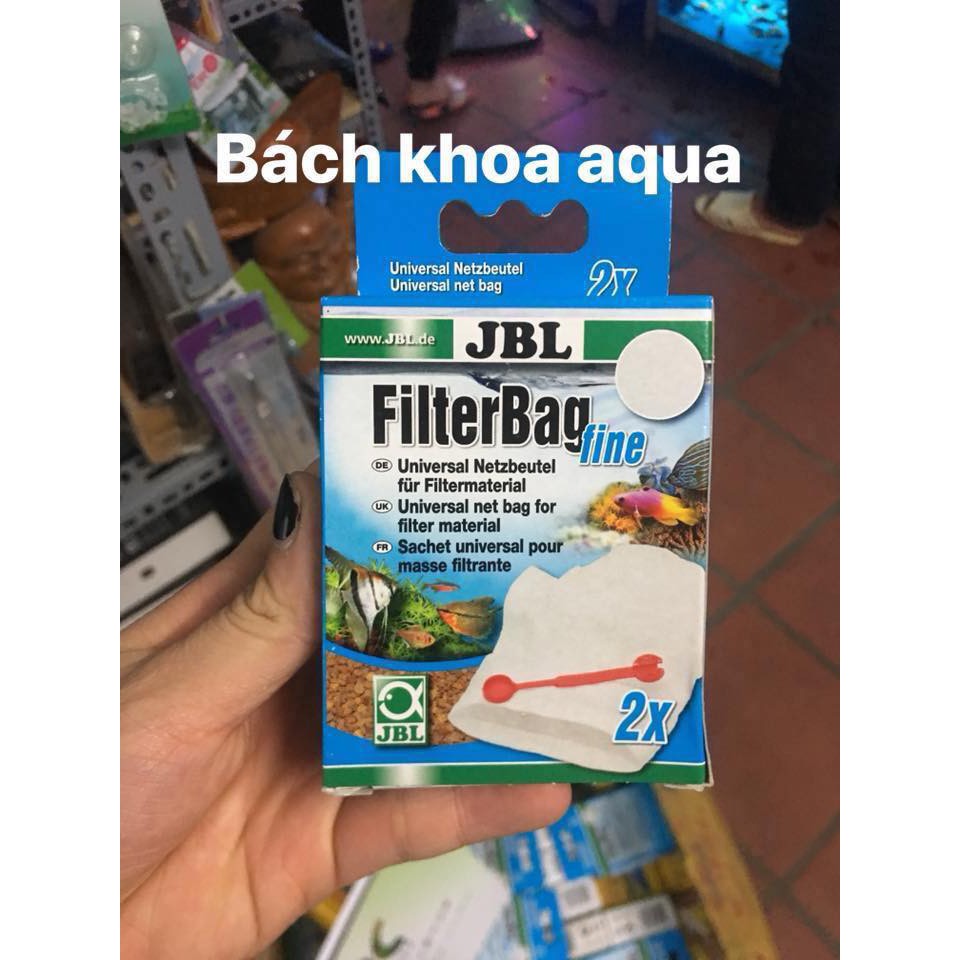 Bách khoa aqua
Universal Netzbeutel
Universal net bag
2x
www.JBL.de
JBL
FilterBag
fine
DE Universal Netzbeutel
für Filtermaterial
UK Universal net bag for
filter material
FR Sachet universal pour
masse filtrante
JBL
2x